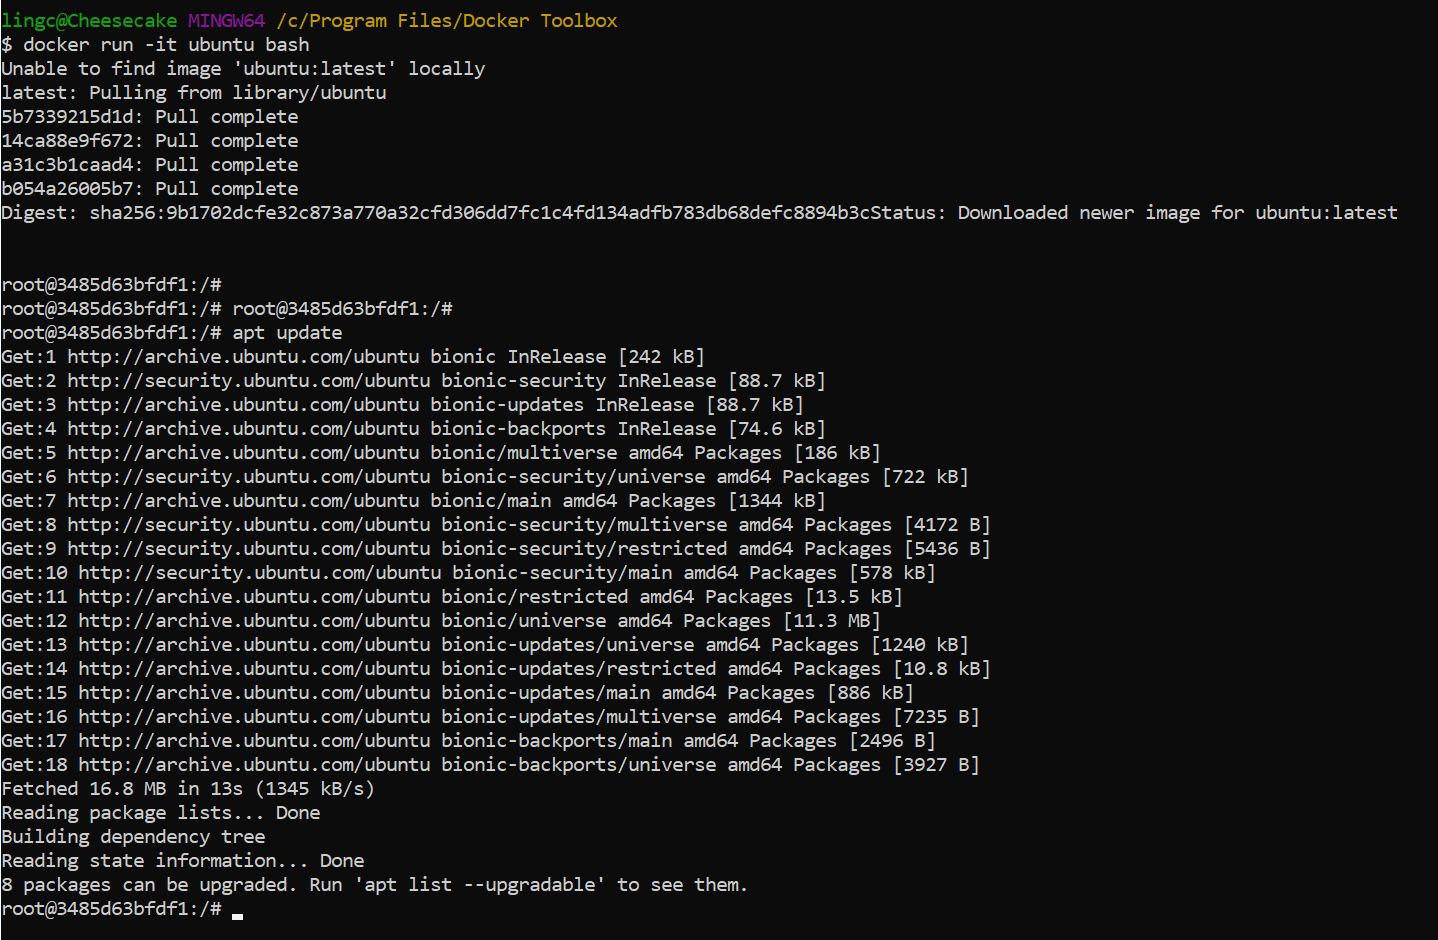 lingc@Cheesecake MINGW64 /c/Program Files/Docker Toolbox
$ docker run -it ubuntu bash
Unable to find image 'ubuntu:latest' locally
latest: Pulling from library/ubuntu
5b7339215d1d: Pull complete
14ca88e9f672: Pull complete
a31c3b1caad4: Pull complete
b054a26005b7: Pull complete
Digest: sha256:9b1702dcfe32c873a770a32cfd306dd7fc1c4fd134adfb783db68defc8894b3cStatus: Downloaded newer image for ubuntu:latest
root@3485d63bfdf1:/#
root@3485d63bfdf1:/# root@3485d63bfdf1:/#
root@3485d63bfdf1:/# apt update
Get:1 http://archive.ubuntu.com/ubuntu bionic InRelease [242 kB]
Get:2 http://security.ubuntu.com/ubuntu bionic-security InRelease [88.7 kB]
Get:3 http://archive.ubuntu.com/ubuntu bionic-updates InRelease [88.7 kB]
Get:4 http://archive.ubuntu.com/ubuntu bionic-backports InRelease [74.6 kB]
Get:5 http://archive.ubuntu.com/ubuntu bionic/multiverse amd64 Packages [186 kB]
Get:6 http://security.ubuntu.com/ubuntu bionic-security/universe amd64 Packages [722 kB]
Get:7 http://archive.ubuntu.com/ubuntu bionic/main amd64 Packages [1344 kB]
Get:8 http://security.ubuntu.com/ubuntu bionic-security/multiverse amd64 Packages [4172 B]
Get:9 http://security.ubuntu.com/ubuntu bionic-security/restricted amd64 Packages [5436 B]
Get:10 http://security.ubuntu.com/ubuntu bionic-security/main amd64 Packages [578 kB]
Get:11 http://archive.ubuntu.com/ubuntu bionic/restricted amd64 Packages [13.5 kB]
Get:12 http://archive.ubuntu.com/ubuntu bionic/universe amd64 Packages [11.3 MB]
Get:13 http://archive.ubuntu.com/ubuntu bionic-updates/universe amd64 Packages [1240 kB]
Get:14 http://archive.ubuntu.com/ubuntu bionic-updates/restricted amd64 Packages [10.8 kB]
Get:15 http://archive.ubuntu.com/ubuntu bionic-updates/main amd64 Packages [886 kB]
Get:16 http://archive.ubuntu.com/ubuntu bionic-updates/multiverse amd64 Packages [7235 B]
Get:17 http://archive.ubuntu.com/ubuntu bionic-backports/main amd64 Packages [2496 B]
Get:18 http://archive.ubuntu.com/ubuntu bionic-backports/universe amd64 Packages [3927 B]
Fetched 16.8 MB in 13s (1345 kB/s)
Reading package lists... Done
Building dependency tree
Reading state information... Done
8 packages can be upgraded. Run 'apt list --upgradable' to see them.
root@3485d63bfdf1:/#